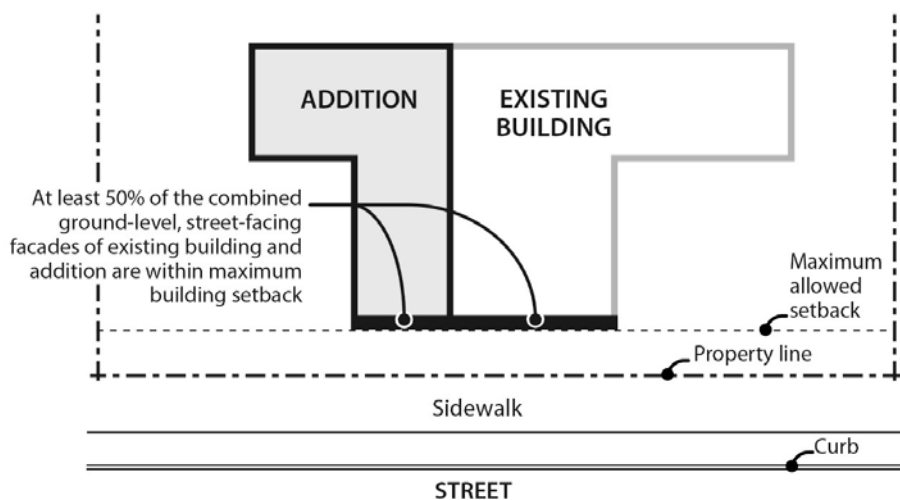 ADDITION
EXISTING
BUILDING
At least 50% of the combined
ground-level, street-facing
facades of existing building and
addition are within maximum
building setback
Maximum
allowed
setback
Property line
Sidewalk
Curb
STREET